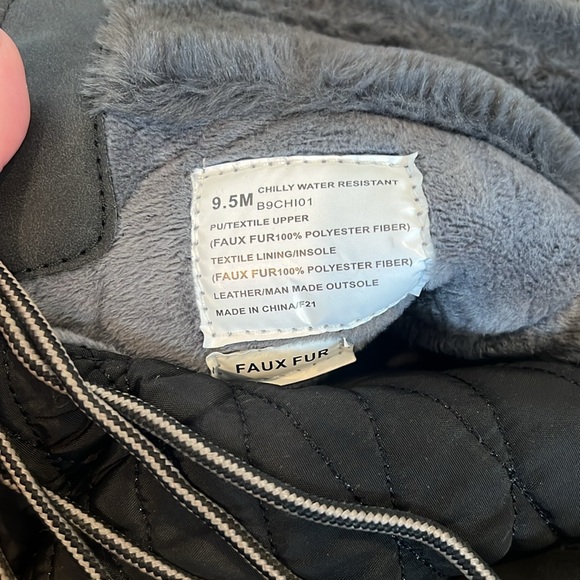 CHILLY WATER RESISTANT
9.5M B9CHI01
PU/TEXTILE UPPER
(FAUX FUR100% POLYESTER FIBER)
TEXTILE LINING/INSOLE
(FAUX FUR100% POLYESTER FIBER)
LEATHER/MAN MADE OUTSOLE
MADE IN CHINA/F21
FAUX FUR